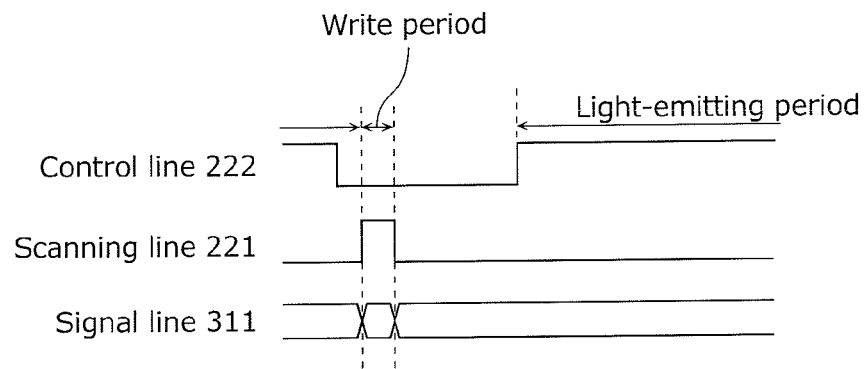 Write period
Light-emitting period
Control line 222
Scanning line 221
Signal line 311